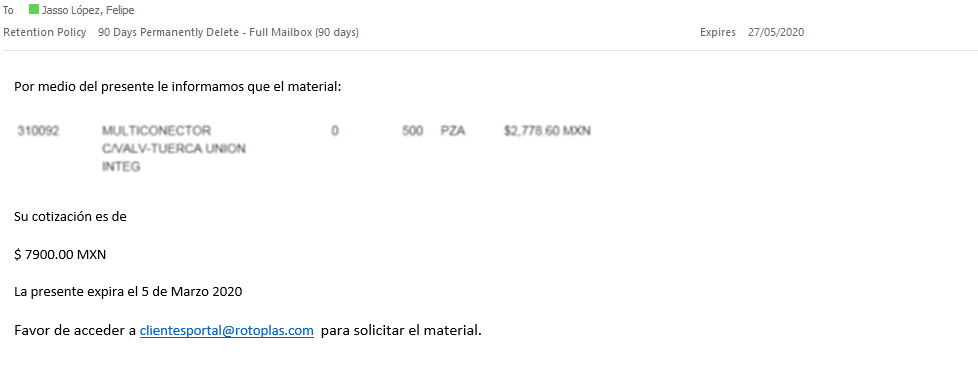 To Jasso López, Felipe
Retention Policy 90 Days Permanently Delete - Full Mailbox (90 days) Expires 27/05/2020
Por medio del presente le informamos que el material:
310092 MULTICONECTOR 0 500 PZA $2,778.60 MXN
C/VALV-TUERCA UNION
INTEG
Su cotización es de
$ 7900.00 MXN
La presente expira el 5 de Marzo 2020
Favor de acceder a clientesportal@rotoplas.com para solicitar el material.